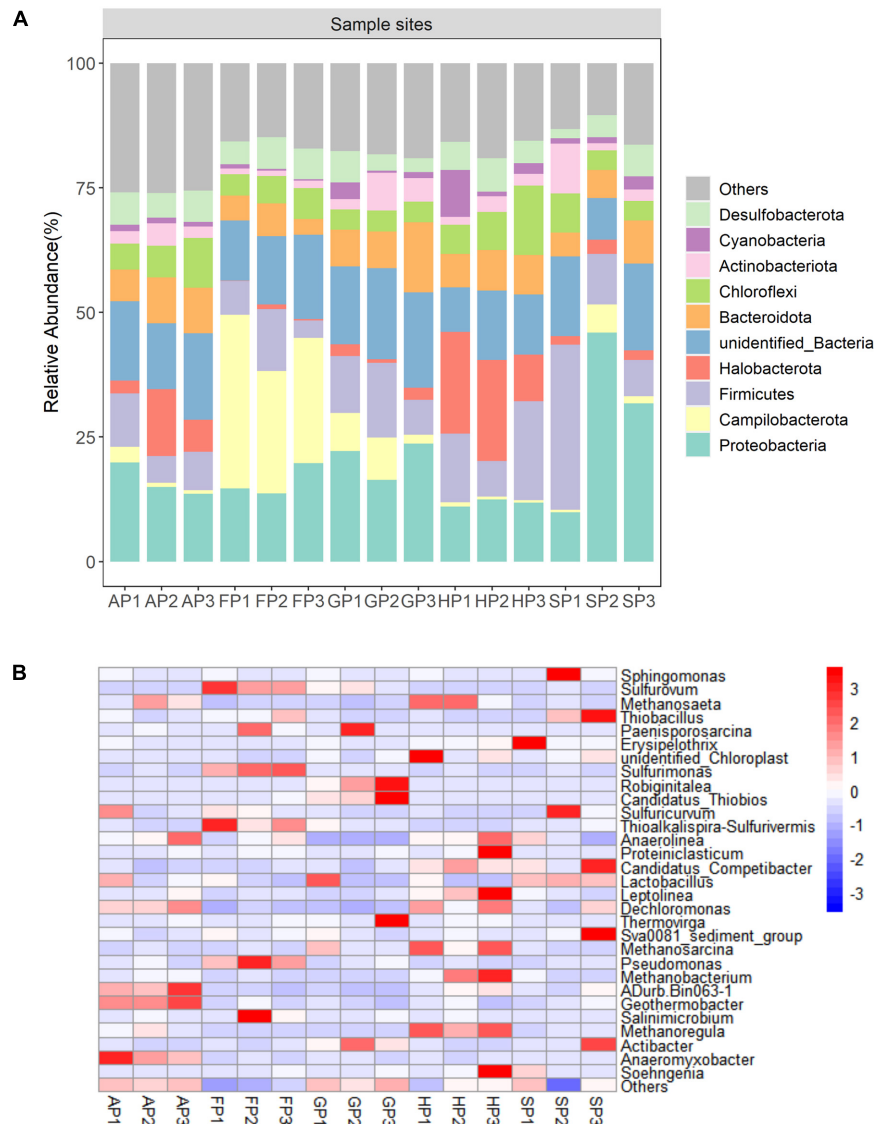 A
Sample sites
Relative Abundance(%)
100
75
50
25
0
AP1 AP2 AP3 FP1 FP2 FP3 GP1 GP2 GP3 HP1 HP2 HP3 SP1 SP2 SP3
Others
Desulfobacterota
Cyanobacteria
Actinobacteriota
Chloroflexi
Bacteroidota
unidentified_Bacteria
Halobacterota
Firmicutes
Campilobacterota
Proteobacteria
B
Sphingomonas
Sulfurovum
Methanosaeta
Thiobacillus
Paenisporosarcina
Erysipelothrix
unidentified_Chloroplast
Sulfurimonas
Robiginitalea
Candidatus_Thiobios
Sulfuricurvum
Thioalkalispira-Sulfurivermis
Anaerolinea
Proteiniclasticum
Candidatus_Competibacter
Lactobacillus
Leptolinea
Dechloromonas
Thermovirga
Sva0081_sediment_group
Methanosarcina
Pseudomonas
Methanobacterium
ADurb.Bin063-1
Geothermobacter
Salinimicrobium
Methanoregula
Actibacter
Anaeromyxobacter
Soehngenia
Others
AP1 AP2 AP3 FP1 FP2 FP3 GP1 GP2 GP3 HP1 HP2 HP3 SP1 SP2 SP3
3
2
1
0
-1
-2
-3